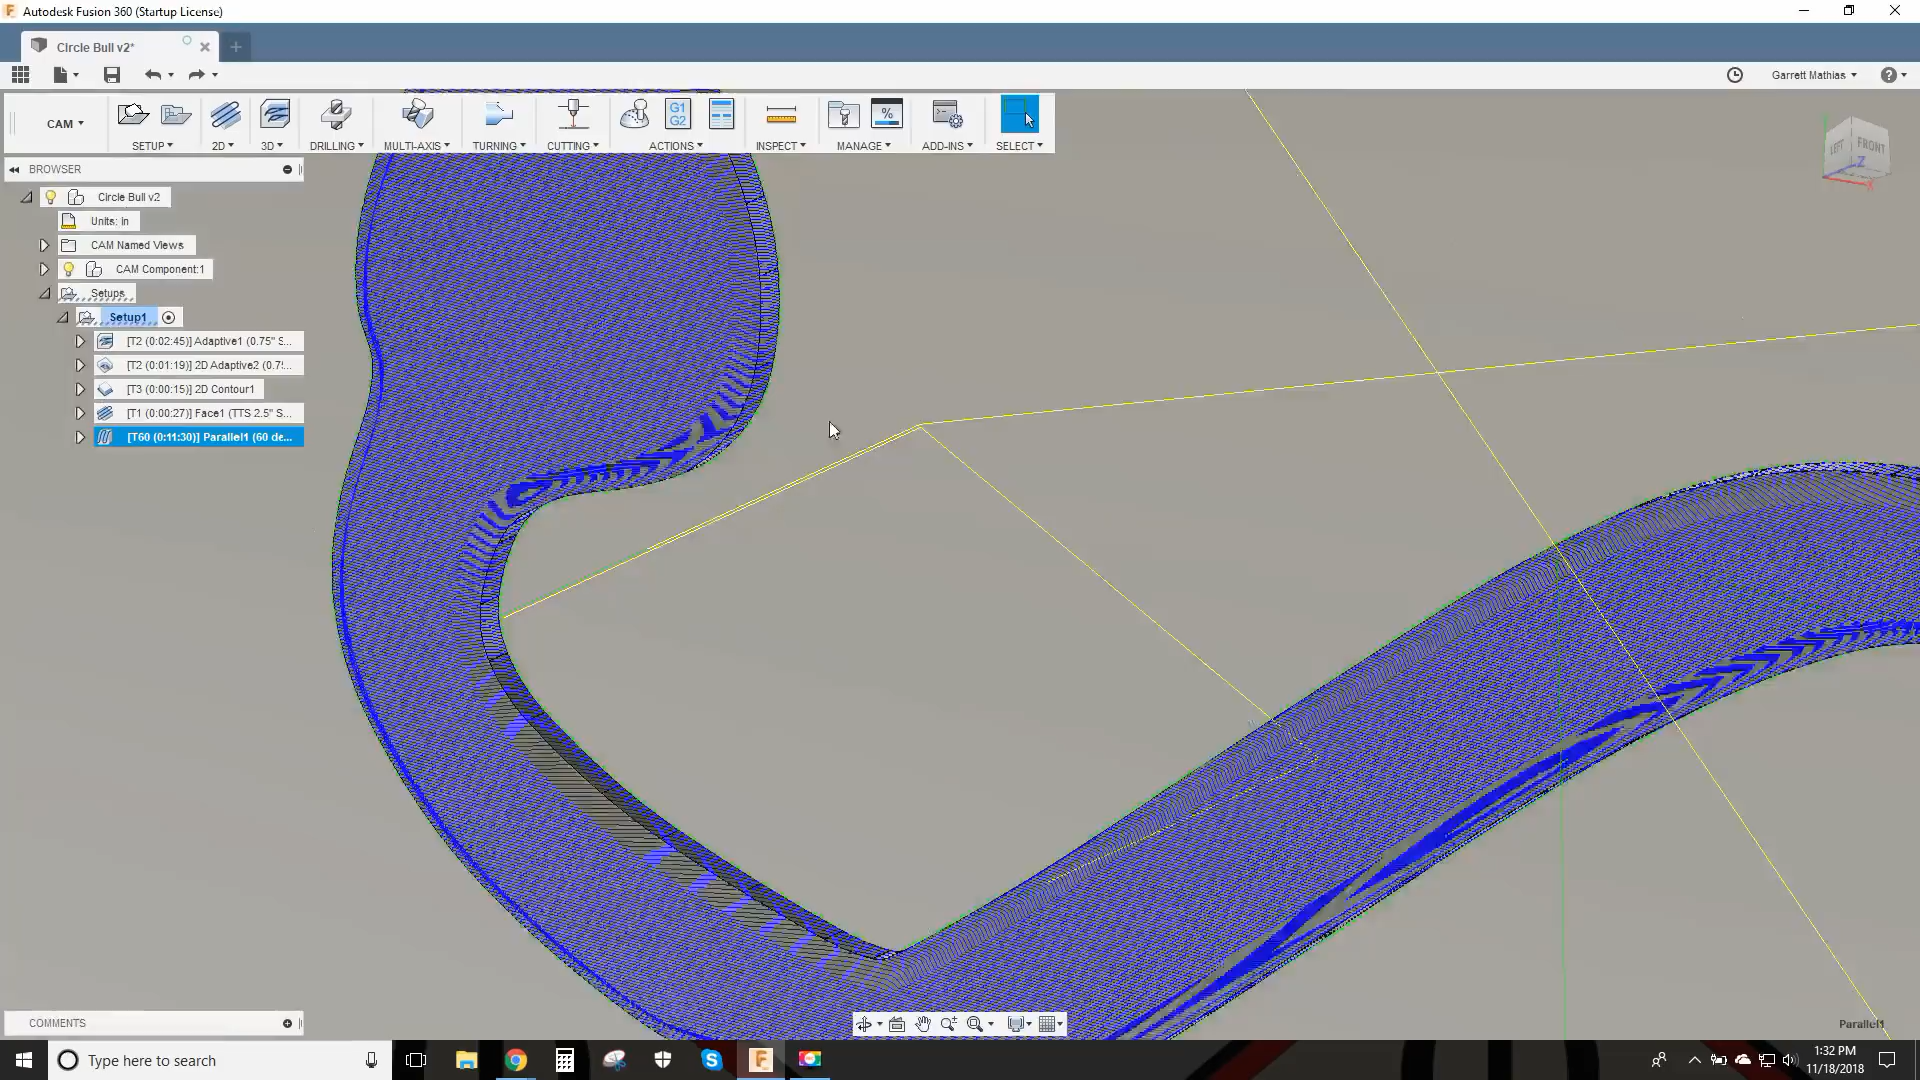 Autodesk Fusion 360 (Startup License)
Circle Bull v2*
Garrett Mathias
CAM
SETUP
2D
3D
DRILLING
MULTI-AXIS
TURNING
CUTTING
G1
G2
ACTIONS
INSPECT
%
MANAGE
ADD-INS
SELECT
BROWSER
Circle Bull v2
Units: in
CAM Named Views
CAM Component:1
Setups
Setup1
[T2 (0:02:45)] Adaptive1 (0.75" S...
[T2 (0:01:19)] 2D Adaptive2 (0.7!...
[T3 (0:00:15)] 2D Contour1
[T1 (0:00:27)] Face1 (TTS 2.5" S...
[T60 (0:11:30)] Parallel1 (60 de...
LEFT
FRONT
Z
X
COMMENTS
Parallel1
Type here to search
1:32 PM
11/18/2018